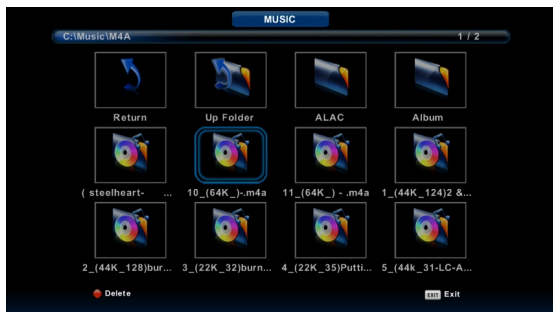 MUSIC
C:\Music\M4A 1 / 2
Return Up Folder ALAC Album
( steelheart- ... 10_(64K_)-.m4a 11_(64K_) - .m4a 1_(44K_124)2 &...
2_(44K_128)bur... 3_(22K_32)burn... 4_(22K_35)Putti... 5_(44k_31-LC-A...
Delete EXIT Exit